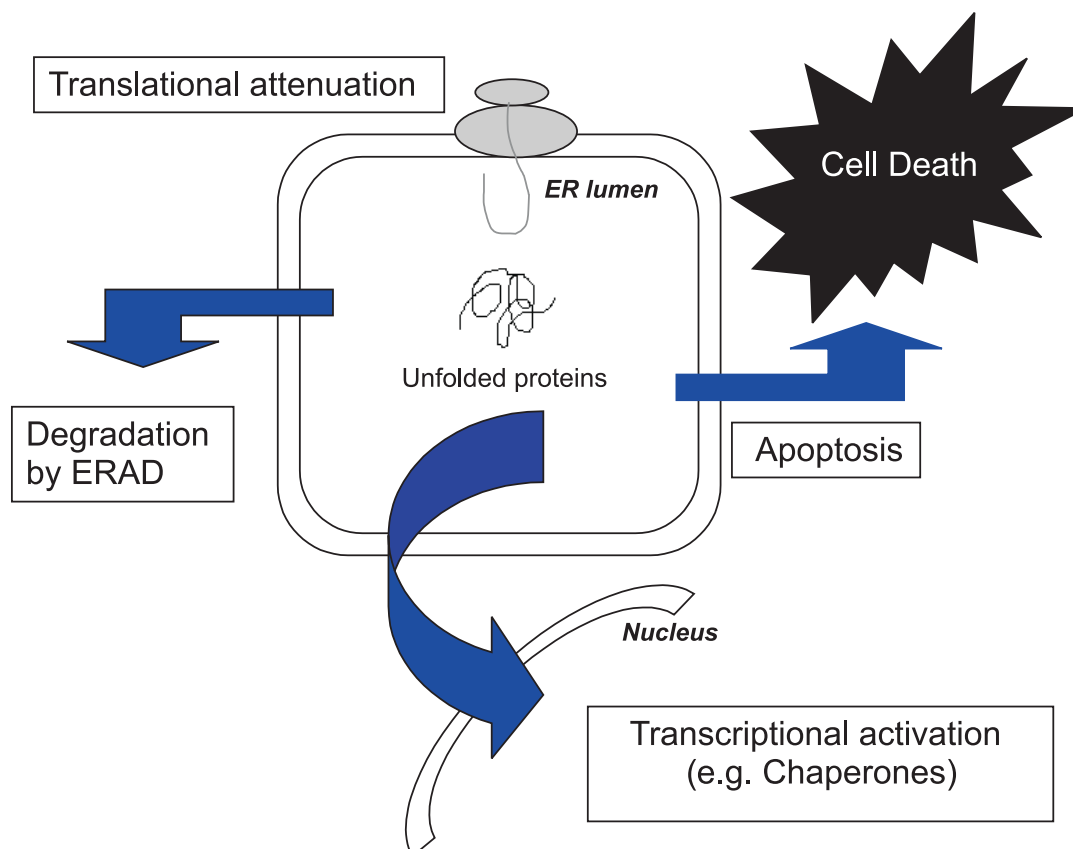 Translational attenuation
Cell Death
ER lumen
Unfolded proteins
Degradation
by ERAD
Apoptosis
Nucleus
Transcriptional activation
(e.g. Chaperones)